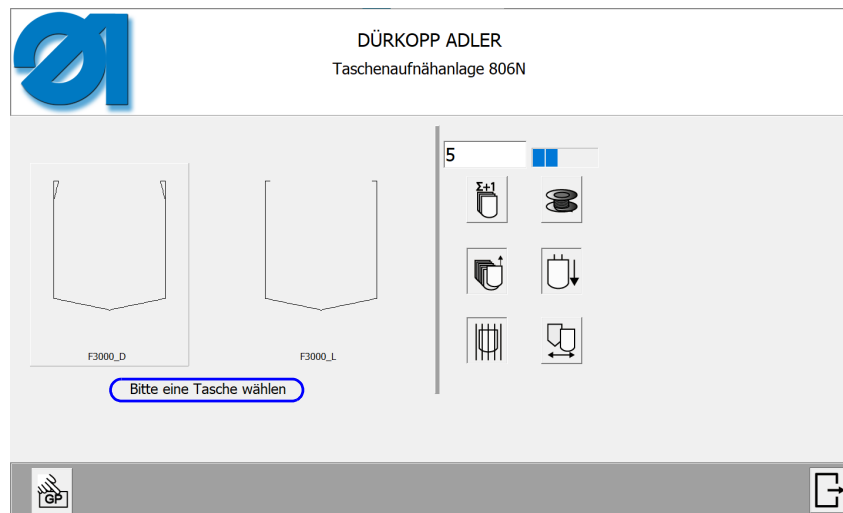 DÜRKOPP ADLER
Taschenaufnähanlage 806N
5
Σ+1
F3000_D
F3000_L
Bitte eine Tasche wählen
GP